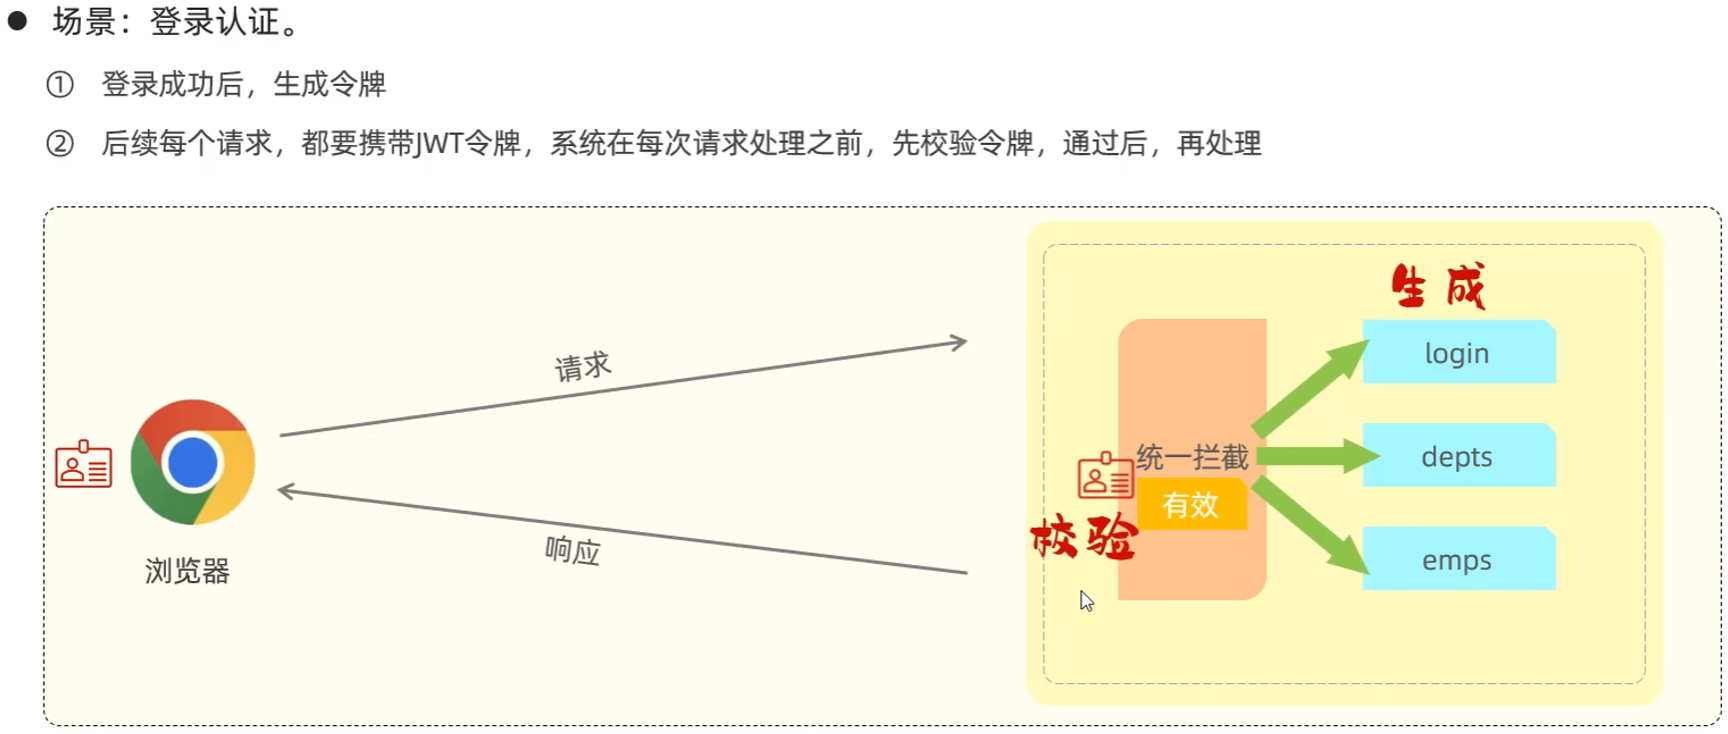 ● 场景：登录认证。
① 登录成功后，生成令牌
② 后续每个请求，都要携带JWT令牌，系统在每次请求处理之前，先校验令牌，通过后，再处理
生成
login
请求
统一拦截
depts
有效
校验
响应
emps
浏览器